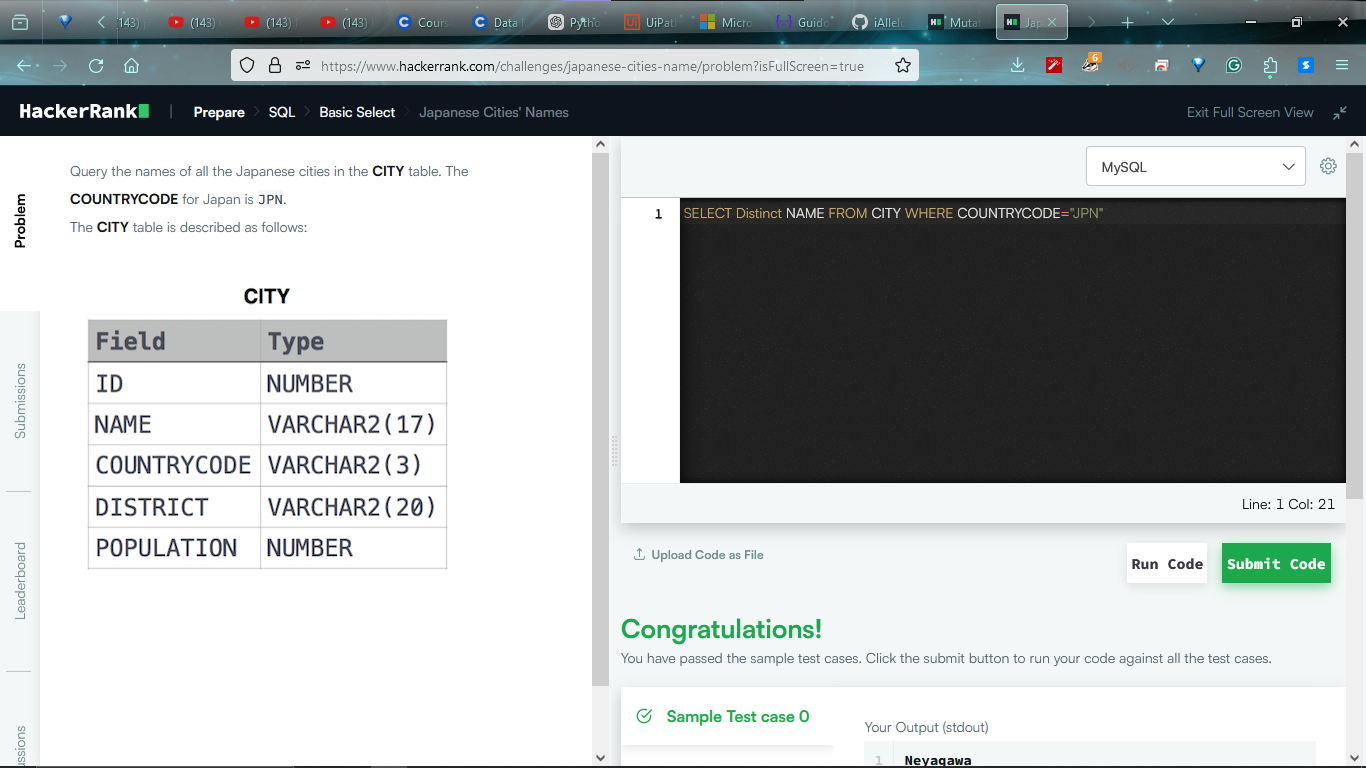 (143)
(143)
(143)
(143)
Cours
Data
Pytho
UiPath
Micro
Guido
iAllelu
Mutat
Jap
https://www.hackerrank.com/challenges/japanese-cities-name/problem?isFullScreen=true
6
HackerRank
Prepare
SQL
Basic Select
Japanese Cities' Names
Exit Full Screen View
Problem
Submissions
Leaderboard
ssions
Query the names of all the Japanese cities in the CITY table. The
COUNTRYCODE for Japan is JPN.
The CITY table is described as follows:
CITY
Field Type
ID NUMBER
NAME VARCHAR2(17)
COUNTRYCODE VARCHAR2(3)
DISTRICT VARCHAR2(20)
POPULATION NUMBER
MySQL
1 SELECT Distinct NAME FROM CITY WHERE COUNTRYCODE="JPN"
Line: 1 Col: 21
Upload Code as File
Run Code
Submit Code
Congratulations!
You have passed the sample test cases. Click the submit button to run your code against all the test cases.
Sample Test case 0
Your Output (stdout)
1 Neyagawa